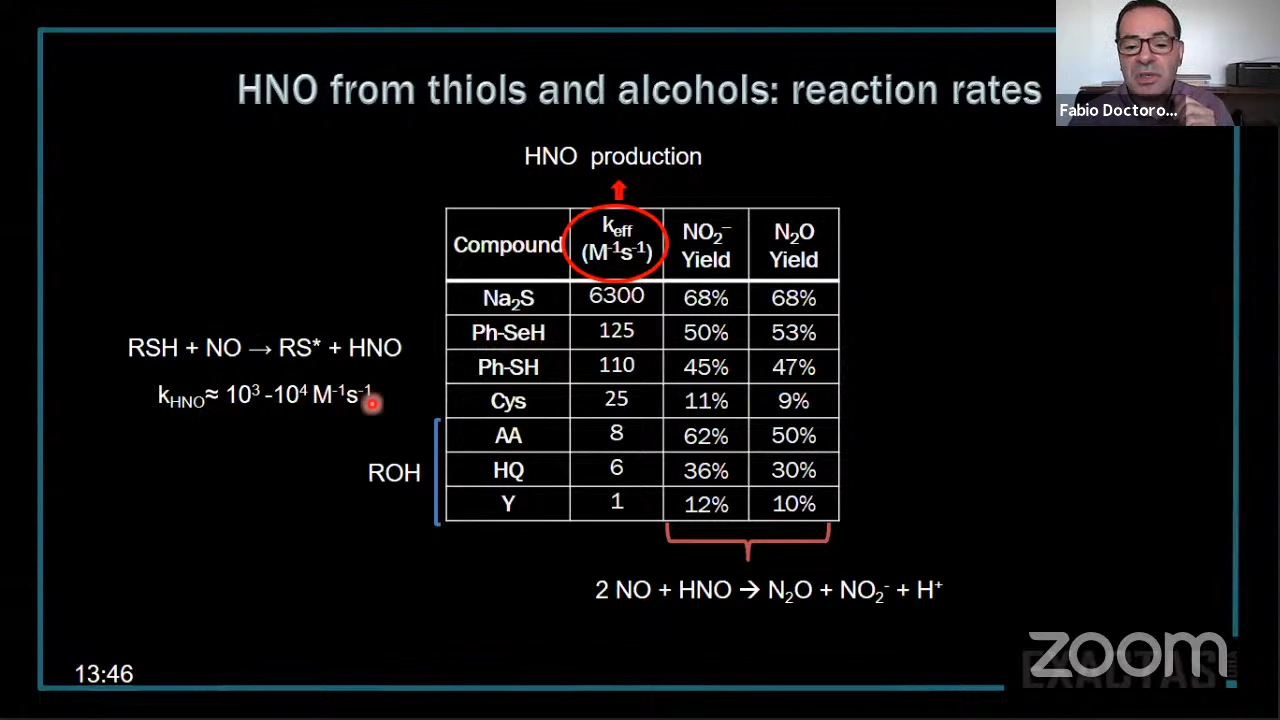 HNO from thiols and alcohols: reaction rates
Fabio Doctoro...
HNO production
Compound k_eff (M⁻¹s⁻¹) NO₂⁻ Yield N₂O Yield
Na₂S 6300 68% 68%
Ph-SeH 125 50% 53%
Ph-SH 110 45% 47%
Cys 25 11% 9%
AA 8 62% 50%
HQ 6 36% 30%
Y 1 12% 10%
RSH + NO → RS* + HNO
k_HNO≈ 10³ -10⁴ M⁻¹s⁻¹
ROH
2 NO + HNO → N₂O + NO₂⁻ + H⁺
13:46
zoom
EXACTAS